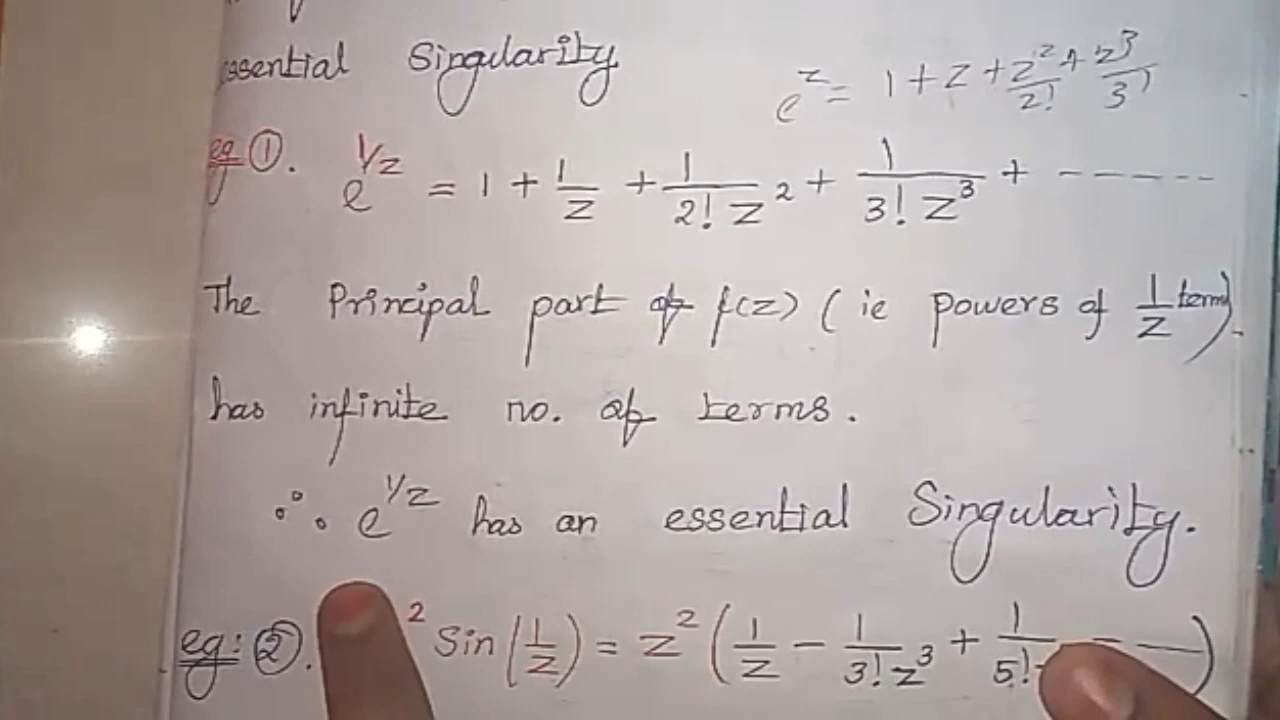 essential Singularity
e^z = 1 + z + z^2/2! + z^3/3!
eg ①. e^1/z = 1 + 1/z + 1/2! z^2 + 1/3! z^3 + ------
The Principal part of f(z) ( ie powers of 1/z term).
has infinite no. of terms.
∴ e^1/z has an essential Singularity.
eg: ②. ^2 Sin(1/z) = z^2 (1/z - 1/3! z^3 + 1/5! - —)